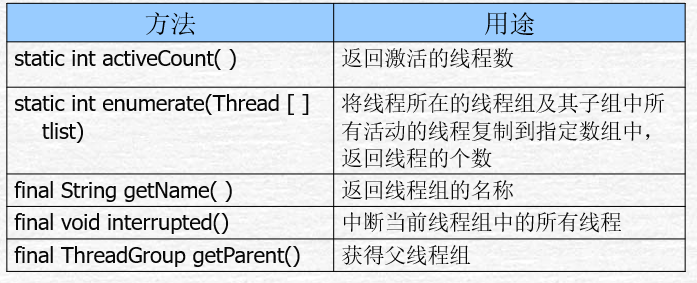 方法 用途
static int activeCount( ) 返回激活的线程数
static int enumerate(Thread [ ] 将线程所在的线程组及其子组中所
tlist) 有活动的线程复制到指定数组中,
返回线程的个数
final String getName( ) 返回线程组的名称
final void interrupted() 中断当前线程组中的所有线程
final ThreadGroup getParent() 获得父线程组